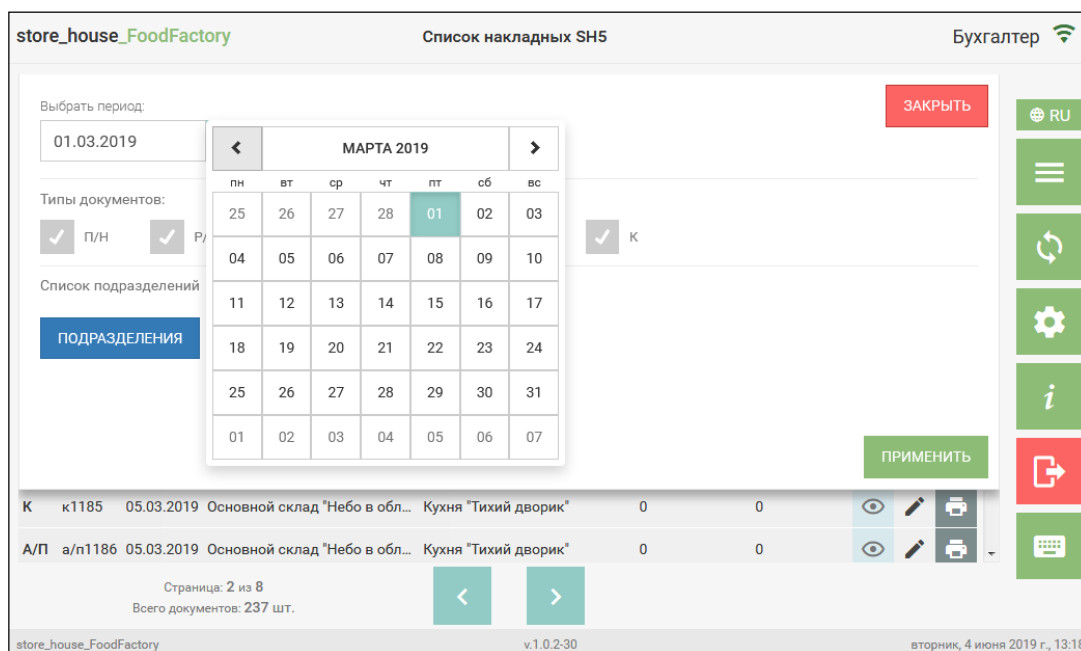 store_house_FoodFactory Список накладных SH5 Бухгалтер
Выбрать период:
ЗАКРЫТЬ
RU
01.03.2019
МАРТА 2019
пн вт ср чт пт сб вс
Типы документов:
25 26 27 28 01 02 03
П/Н Р/ К
04 05 06 07 08 09 10
Список подразделений
11 12 13 14 15 16 17
ПОДРАЗДЕЛЕНИЯ
18 19 20 21 22 23 24
25 26 27 28 29 30 31
i
01 02 03 04 05 06 07
ПРИМЕНИТЬ
К к1185 05.03.2019 Основной склад "Небо в обл... Кухня "Тихий дворик" 0 0
А/П а/п1186 05.03.2019 Основной склад "Небо в обл... Кухня "Тихий дворик" 0 0
Страница: 2 из 8
Всего документов: 237 шт.
store_house_FoodFactory v.1.0.2-30 вторник, 4 июня 2019 г., 13:18